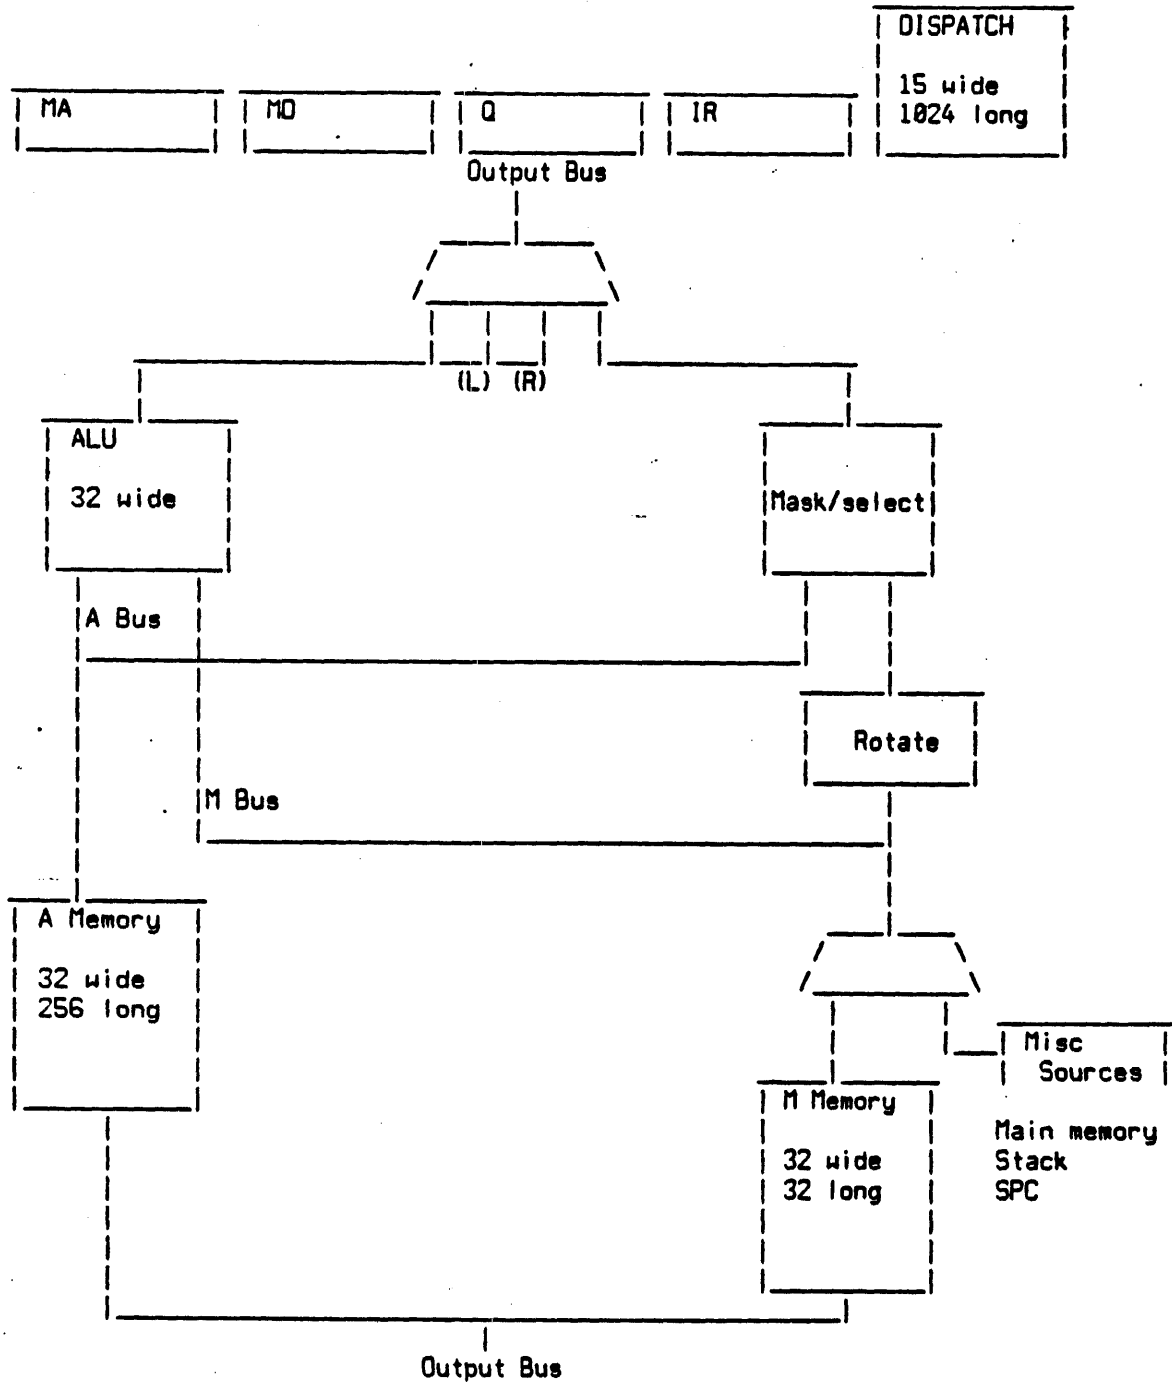 DISPATCH
15 wide
1024 long
MA
MD
Q
IR
Output Bus
(L) (R)
ALU
32 wide
Mask/select
A Bus
Rotate
M Bus
A Memory
32 wide
256 long
Misc
Sources
M Memory
32 wide
32 long
Main memory
Stack
SPC
Output Bus